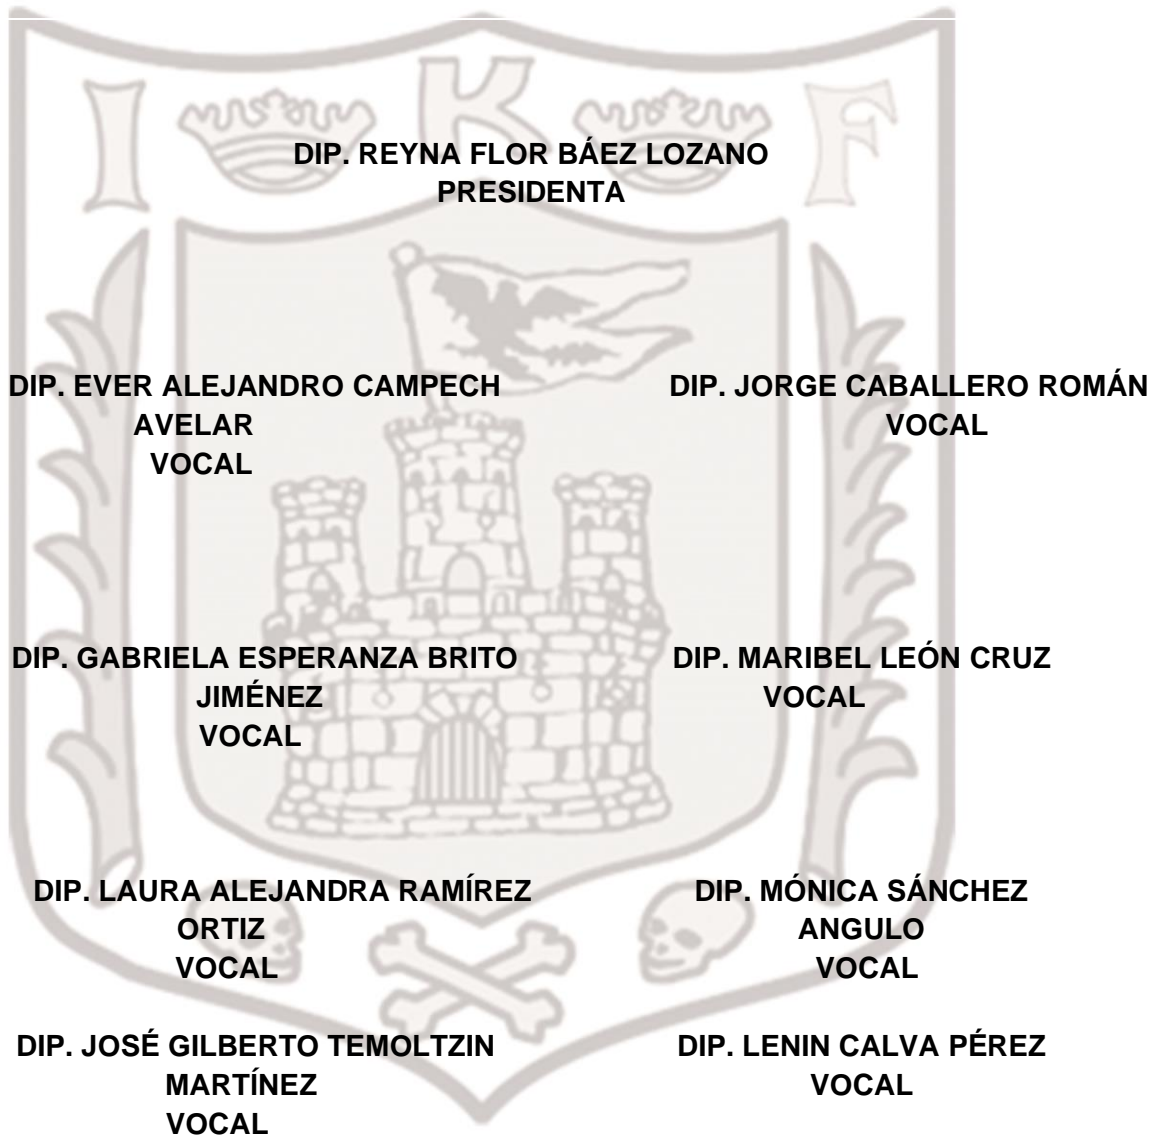 I K F
DIP. REYNA FLOR BÁEZ LOZANO
PRESIDENTA
DIP. EVER ALEJANDRO CAMPECH
AVELAR
VOCAL
DIP. JORGE CABALLERO ROMÁN
VOCAL
DIP. GABRIELA ESPERANZA BRITO
JIMÉNEZ
VOCAL
DIP. MARIBEL LEÓN CRUZ
VOCAL
DIP. LAURA ALEJANDRA RAMÍREZ
ORTIZ
VOCAL
DIP. MÓNICA SÁNCHEZ
ANGULO
VOCAL
DIP. JOSÉ GILBERTO TEMOLTZIN
MARTÍNEZ
VOCAL
DIP. LENIN CALVA PÉREZ
VOCAL